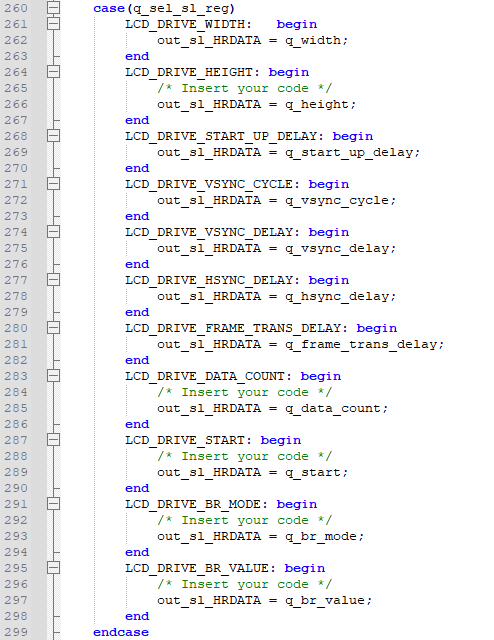 260 case(q_sel_sl_reg)
261 LCD_DRIVE_WIDTH:   begin
262 out_sl_HRDATA = q_width;
263 end
264 LCD_DRIVE_HEIGHT: begin
265 /* Insert your code */
266 out_sl_HRDATA = q_height;
267 end
268 LCD_DRIVE_START_UP_DELAY: begin
269 out_sl_HRDATA = q_start_up_delay;
270 end
271 LCD_DRIVE_VSYNC_CYCLE: begin
272 out_sl_HRDATA = q_vsync_cycle;
273 end
274 LCD_DRIVE_VSYNC_DELAY: begin
275 out_sl_HRDATA = q_vsync_delay;
276 end
277 LCD_DRIVE_HSYNC_DELAY: begin
278 out_sl_HRDATA = q_hsync_delay;
279 end
280 LCD_DRIVE_FRAME_TRANS_DELAY: begin
281 out_sl_HRDATA = q_frame_trans_delay;
282 end
283 LCD_DRIVE_DATA_COUNT: begin
284 /* Insert your code */
285 out_sl_HRDATA = q_data_count;
286 end
287 LCD_DRIVE_START: begin
288 /* Insert your code */
289 out_sl_HRDATA = q_start;
290 end
291 LCD_DRIVE_BR_MODE: begin
292 /* Insert your code */
293 out_sl_HRDATA = q_br_mode;
294 end
295 LCD_DRIVE_BR_VALUE: begin
296 /* Insert your code */
297 out_sl_HRDATA = q_br_value;
298 end
299 endcase